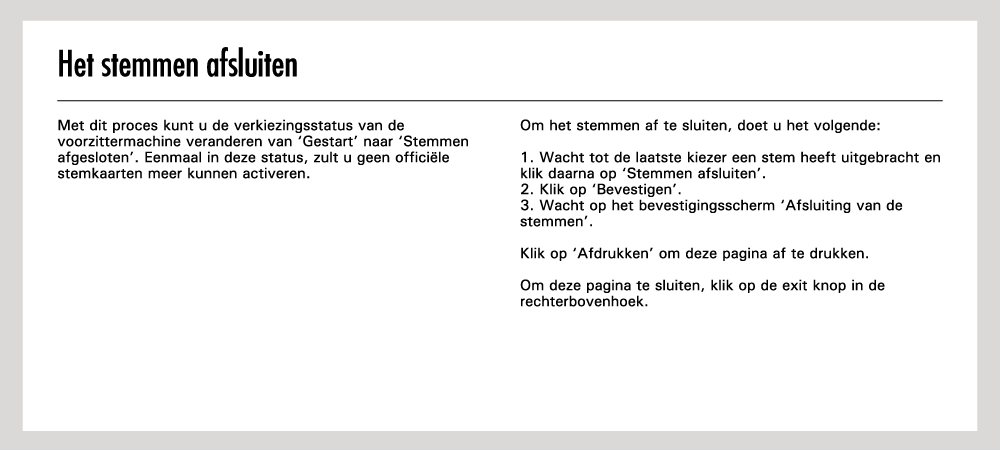 Het stemmen afsluiten
Met dit proces kunt u de verkiezingsstatus van de
voorzittermachine veranderen van ‘Gestart’ naar ‘Stemmen
afgesloten’. Eenmaal in deze status, zult u geen officiële
stemkaarten meer kunnen activeren.
Om het stemmen af te sluiten, doet u het volgende:
1. Wacht tot de laatste kiezer een stem heeft uitgebracht en
klik daarna op ‘Stemmen afsluiten’.
2. Klik op ‘Bevestigen’.
3. Wacht op het bevestigingsscherm ‘Afsluiting van de
stemmen’.
Klik op ‘Afdrukken’ om deze pagina af te drukken.
Om deze pagina te sluiten, klik op de exit knop in de
rechterbovenhoek.